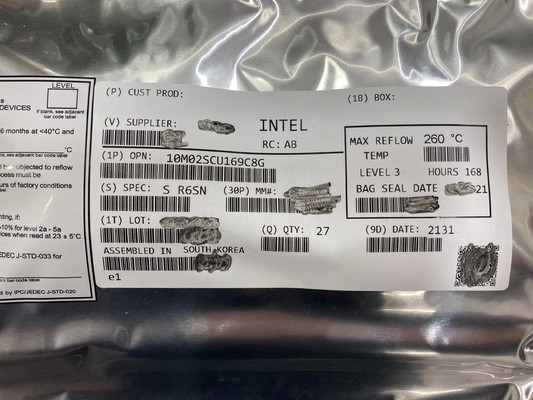 LEVEL
If blank, see adjacent
bar code label
DEVICES
6 months at <40°C and
°C
bar code label
subjected to reflow
ocess must be
urs of factory conditions
nting, if:
>10% for level 2a - 5a
vices when read at 23 ± 5°C
EDEC J-STD-033 for
bar code label
d by IPC/JEDEC J-STD-020
(P) CUST PROD:
(1B) BOX:
(V) SUPPLIER:
INTEL
RC: AB
(1P) OPN: 10M02SCU169C8G
(S) SPEC: S R6SN
(30P) MM#:
(1T) LOT:
(Q) QTY: 27
(9D) DATE: 2131
ASSEMBLED IN SOUTH KOREA
e1
MAX REFLOW 260 °C
TEMP
LEVEL 3 HOURS 168
BAG SEAL DATE 21